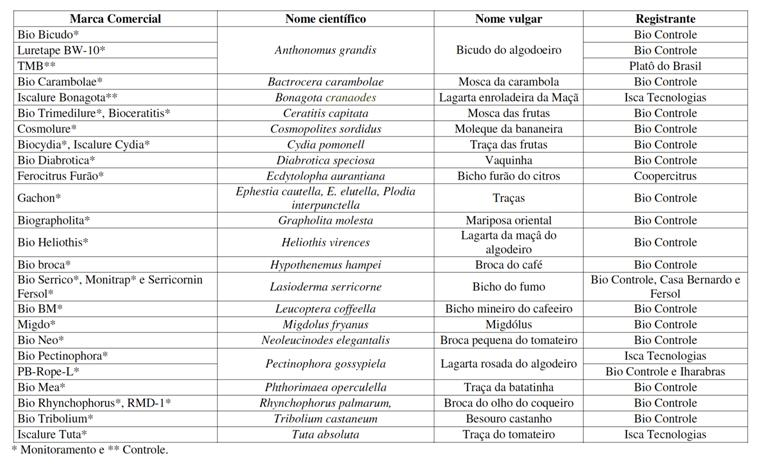 Marca Comercial Nome científico Nome vulgar Registrante
Bio Bicudo* Anthonomus grandis Bicudo do algodoeiro Bio Controle
Luretape BW-10* Bio Controle
TMB** Platô do Brasil
Bio Carambolae* Bactrocera carambolae Mosca da carambola Bio Controle
Iscalure Bonagota** Bonagota cranaodes Lagarta enroladeira da Maçã Isca Tecnologias
Bio Trimedilure*, Bioceratitis* Ceratitis capitata Mosca das frutas Bio Controle
Cosmolure* Cosmopolites sordidus Moleque da bananeira Bio Controle
Biocydia*, Iscalure Cydia* Cydia pomonell Traça das frutas Bio Controle
Bio Diabrotica* Diabrotica speciosa Vaquinha Bio Controle
Ferocitrus Furão* Ecdytolopha aurantiana Bicho furão do citros Coopercitrus
Gachon* Ephestia cautella, E. elutella, Plodia Traças Bio Controle
interpunctella
Biographolita* Grapholita molesta Mariposa oriental Bio Controle
Bio Heliothis* Heliothis virences Lagarta da maçã do Bio Controle
algodeiro
Bio broca* Hypothenemus hampei Broca do café Bio Controle
Bio Serrico*, Monitrap* e Serricornin Lasioderma serricorne Bicho do fumo Bio Controle, Casa Bernardo e
Fersol* Fersol
Bio BM* Leucoptera coffeella Bicho mineiro do cafeeiro Bio Controle
Migdo* Migdolus fryanus Migdólus Bio Controle
Bio Neo* Neoleucinodes elegantalis Broca pequena do tomateiro Bio Controle
Bio Pectinophora* Pectinophora gossypiela Lagarta rosada do algodeiro Isca Tecnologias
PB-Rope-L* Bio Controle e Iharabras
Bio Mea* Phthorimaea operculella Traça da batatinha Bio Controle
Bio Rhynchophorus*, RMD-1* Rhynchophorus palmarum, Broca do olho do coqueiro Bio Controle
Bio Tribolium* Tribolium castaneum Besouro castanho Bio Controle
Iscalure Tuta* Tuta absoluta Traça do tomateiro Isca Tecnologias
* Monitoramento e ** Controle.